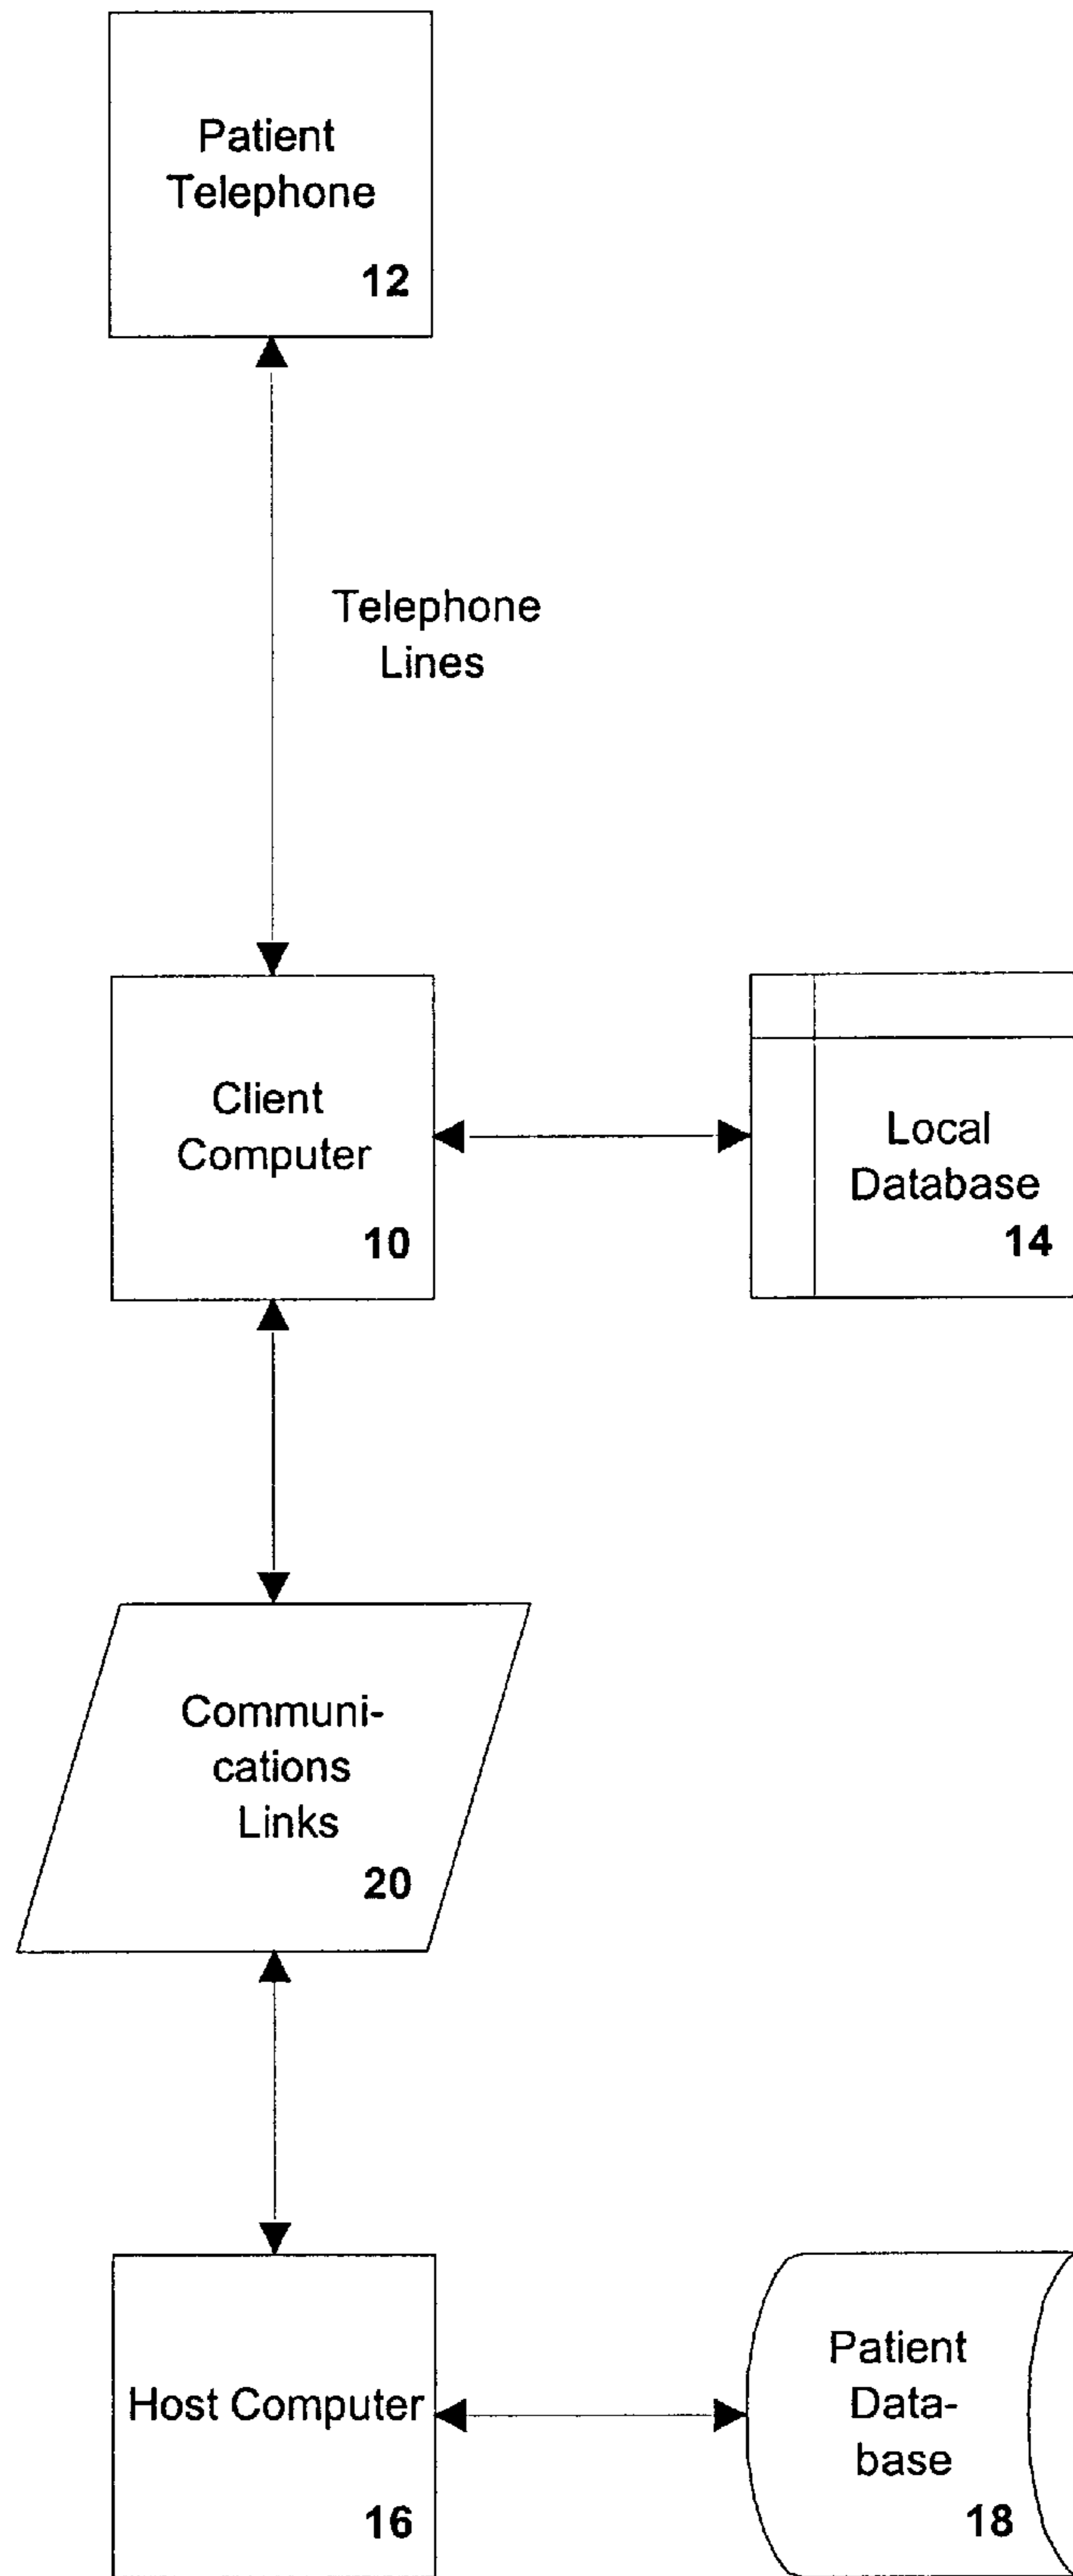 Patient
Telephone
12
Telephone
Lines
Client
Computer
10
Local
Database
14
Communi-
cations
Links
20
Host Computer
16
Patient
Data-
base
18